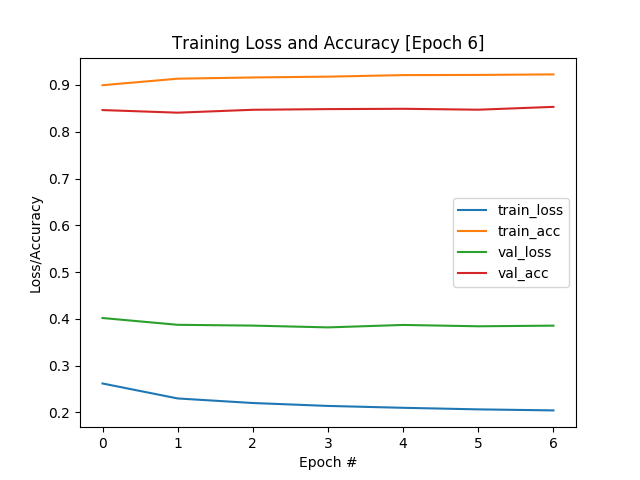 Training Loss and Accuracy [Epoch 6]
Loss/Accuracy
0.9
0.8
0.7
0.6
0.5
0.4
0.3
0.2
train_loss
train_acc
val_loss
val_acc
0 1 2 3 4 5 6
Epoch #